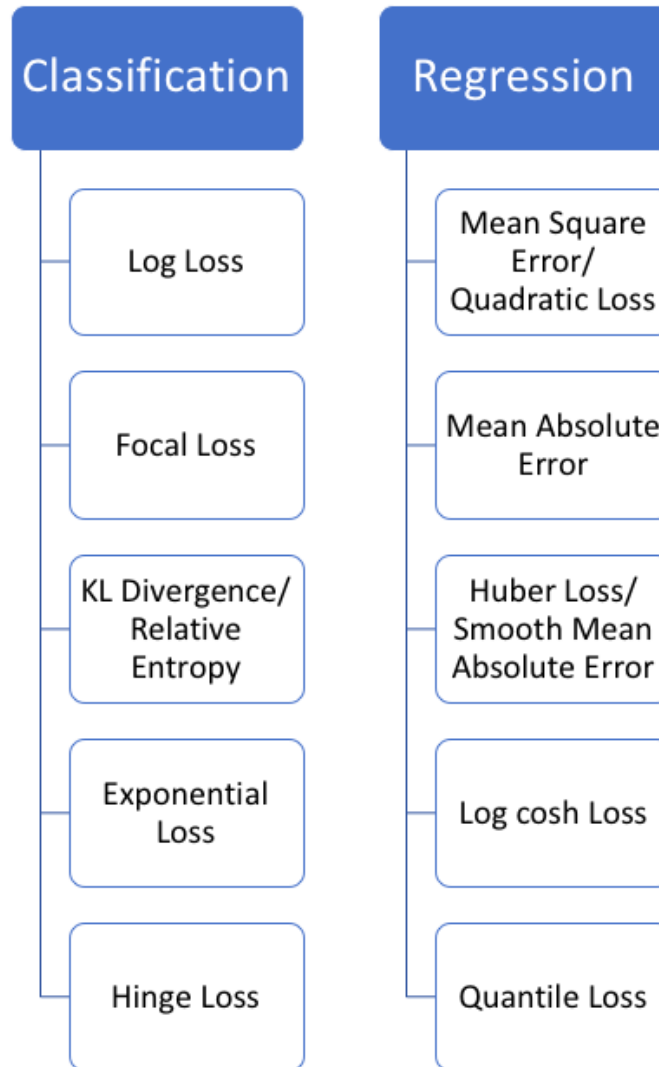 Classification
Log Loss
Focal Loss
KL Divergence/
Relative
Entropy
Exponential
Loss
Hinge Loss
Regression
Mean Square
Error/
Quadratic Loss
Mean Absolute
Error
Huber Loss/
Smooth Mean
Absolute Error
Log cosh Loss
Quantile Loss